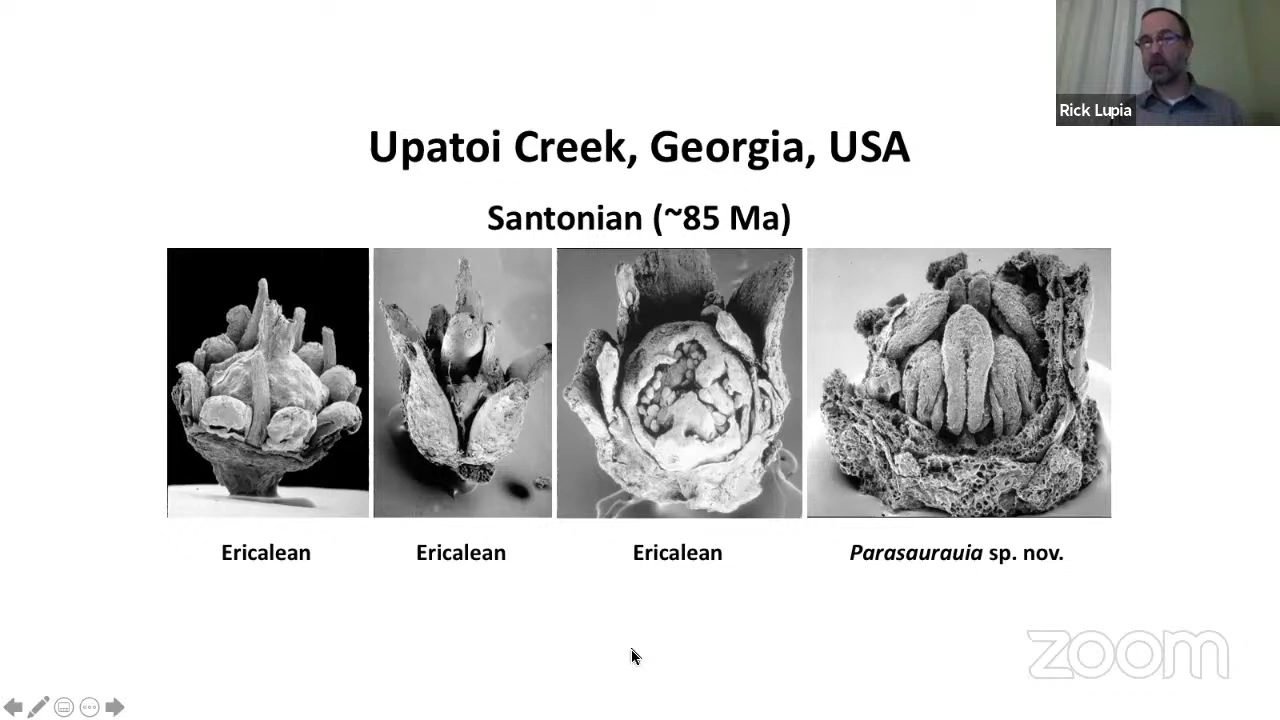 Rick Lupia
Upatoi Creek, Georgia, USA
Santonian (~85 Ma)
Ericalean
Ericalean
Ericalean
Parasaurauia sp. nov.
zoom